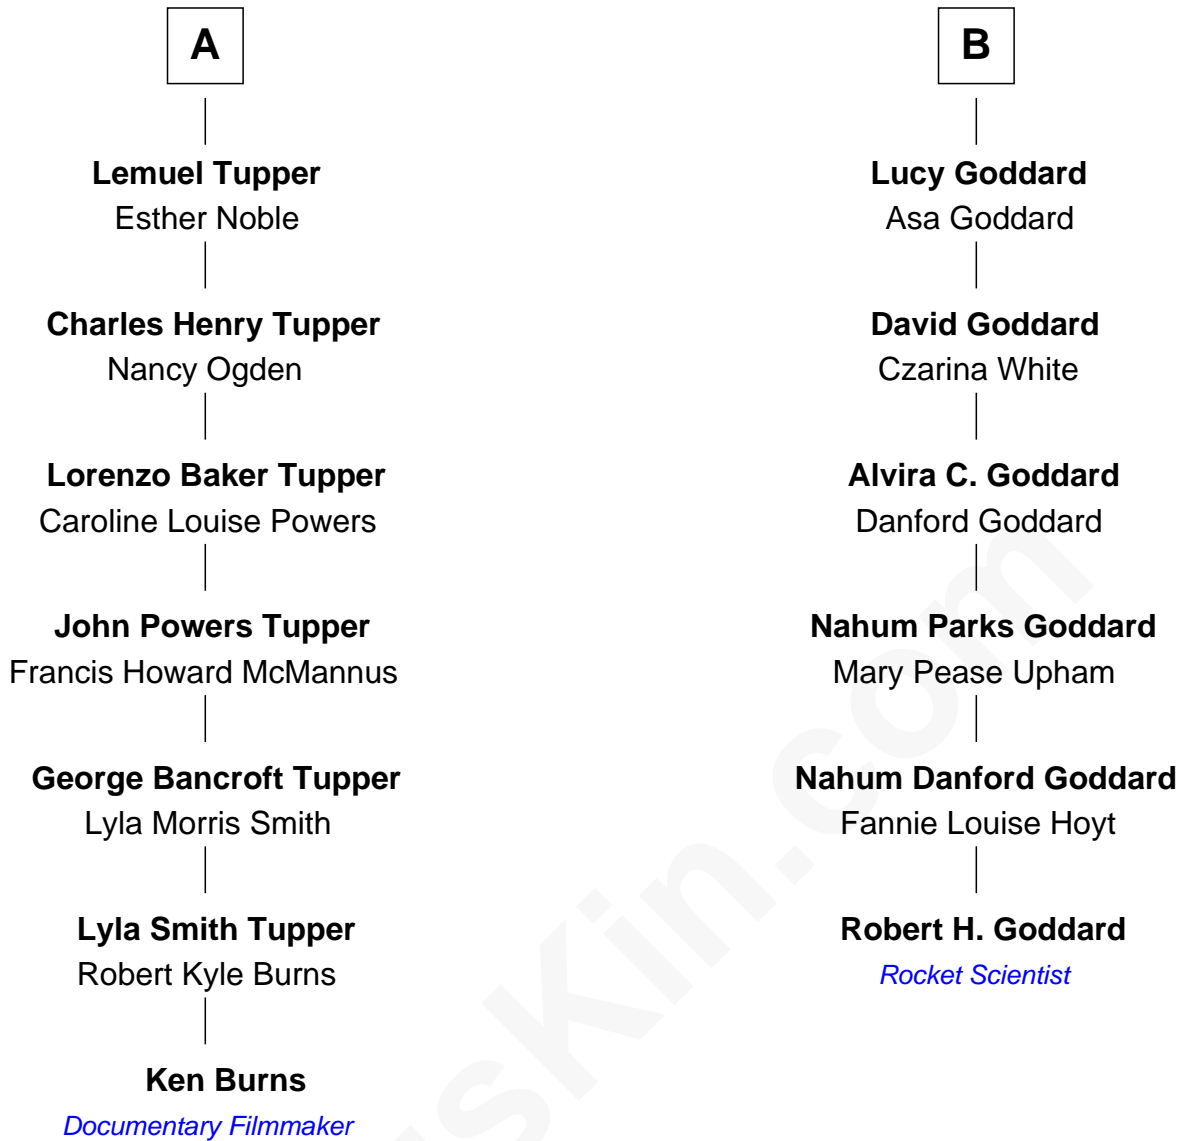 A
Lemuel Tupper
Esther Noble
Charles Henry Tupper
Nancy Ogden
Lorenzo Baker Tupper
Caroline Louise Powers
John Powers Tupper
Francis Howard McMannus
George Bancroft Tupper
Lyla Morris Smith
Lyla Smith Tupper
Robert Kyle Burns
Ken Burns
Documentary Filmmaker
B
Lucy Goddard
Asa Goddard
David Goddard
Czarina White
Alvira C. Goddard
Danford Goddard
Nahum Parks Goddard
Mary Pease Upham
Nahum Danford Goddard
Fannie Louise Hoyt
Robert H. Goddard
Rocket Scientist